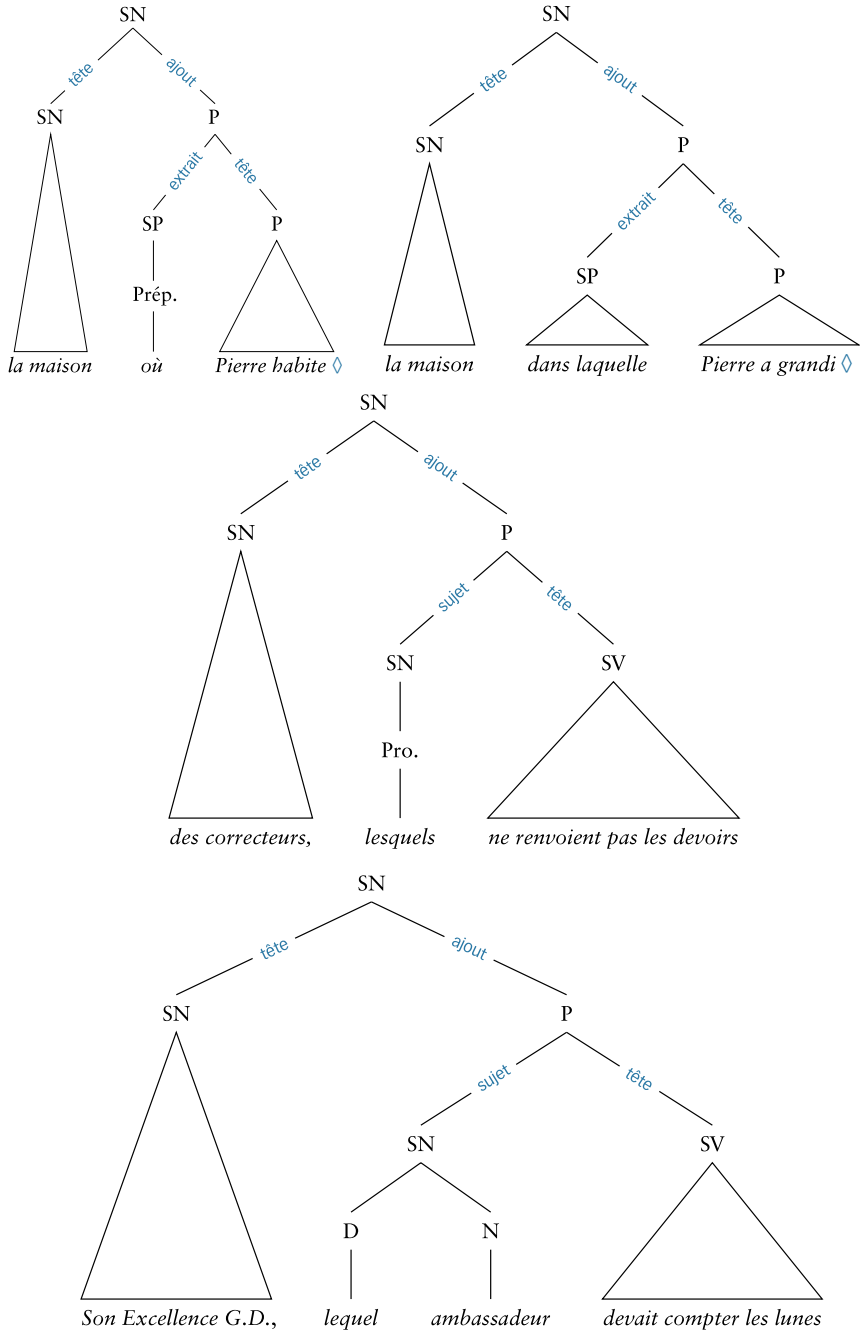 SN SN
tête ajout tête ajout
SN P SN P
extrait tête extrait tête
SP P SP P
Prép.
la maison où Pierre habite ◊ la maison dans laquelle Pierre a grandi ◊
SN
tête ajout
SN P
sujet tête
SN SV
Pro.
des correcteurs, lesquels ne renvoient pas les devoirs
SN
tête ajout
SN P
sujet tête
SN SV
D N
Son Excellence G.D., lequel ambassadeur devait compter les lunes